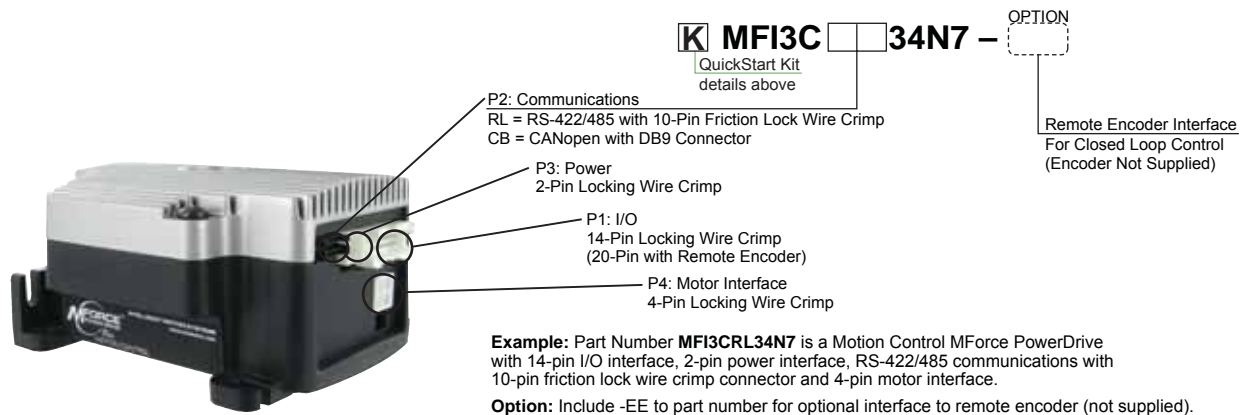 OPTION
K MFI3C 34N7 –
QuickStart Kit
details above
P2: Communications
RL = RS-422/485 with 10-Pin Friction Lock Wire Crimp
CB = CANopen with DB9 Connector
Remote Encoder Interface
For Closed Loop Control
(Encoder Not Supplied)
P3: Power
2-Pin Locking Wire Crimp
P1: I/O
14-Pin Locking Wire Crimp
(20-Pin with Remote Encoder)
P4: Motor Interface
4-Pin Locking Wire Crimp
MFORCE
Example: Part Number MFI3CRL34N7 is a Motion Control MForce PowerDrive
with 14-pin I/O interface, 2-pin power interface, RS-422/485 communications with
10-pin friction lock wire crimp connector and 4-pin motor interface.
Option: Include -EE to part number for optional interface to remote encoder (not supplied).